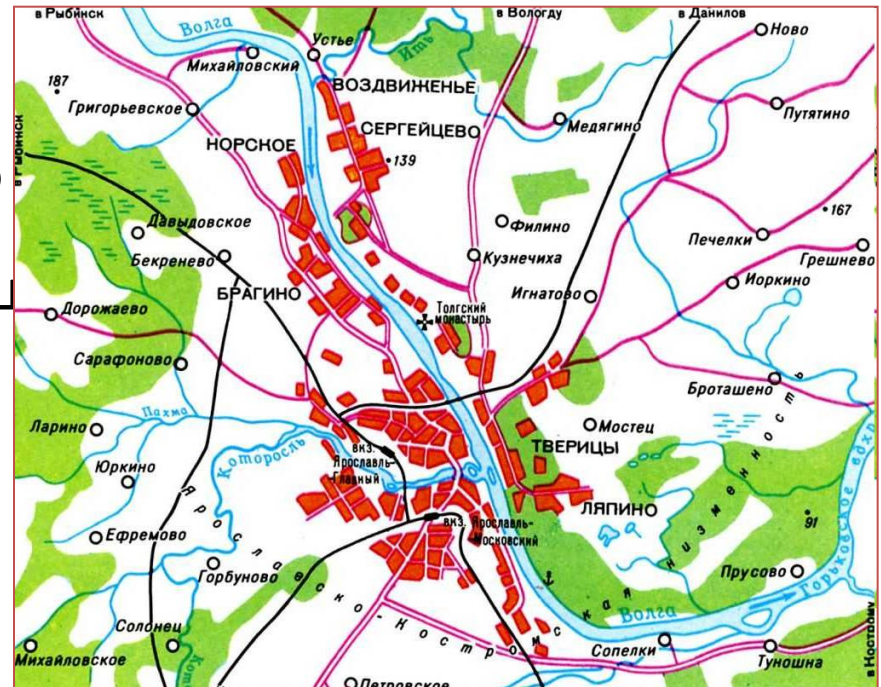 в Рыбинск
в Вологду
в Данилов
Волга
Устье
Ить
Ново
Михайловский
187
ВОЗДВИЖЕНЬЕ
Григорьевское
Путятино
СЕРГЕЙЦЕВО
Медягино
в Рыбинск
НОРСКОЕ
139
Давыдовское
167
Филино
Печелки
Бекренево
Кузнечиха
Грешнево
БРАГИНО
Игнатово
Иоркино
Дорожаево
Толгский
монастырь
Сарафоново
Броташено
Пахма
Ларино
Которосль
вкз.
Ярославль-
Главный
Мостец
ТВЕРИЦЫ
Юркино
ЛЯПИНО
91
Ефремово
вкз. Ярославль-
Московский
Горьковское вдхр
Горбуново
Прусово
Ярославско-Костромская низменность
Волга
Солонец
Сопелки
Михайловское
Туношна
в Кострому
Кото
Петровское